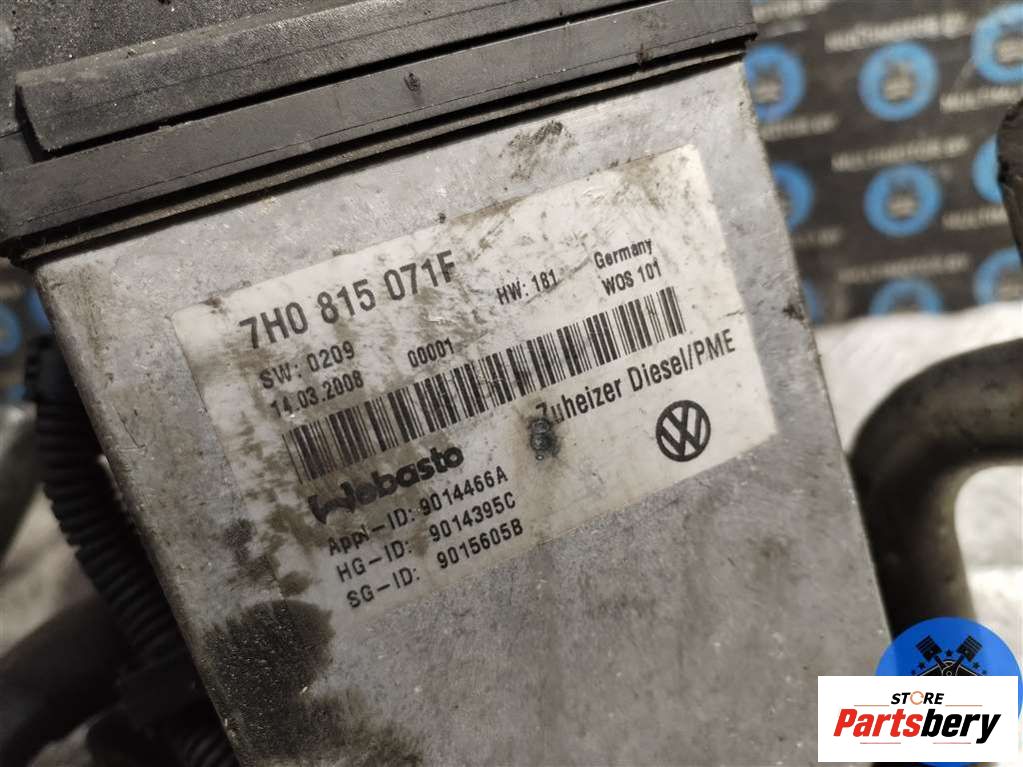 7H0 815 071F
HW: 181
Germany
WOS 101
SW: 0209
00001
14.03.2008
Webasto
Zuheizer Diesel/PME
Appl-ID: 9014466A
HG-ID: 9014395C
SG-ID: 9015605B
STORE
Partsbery